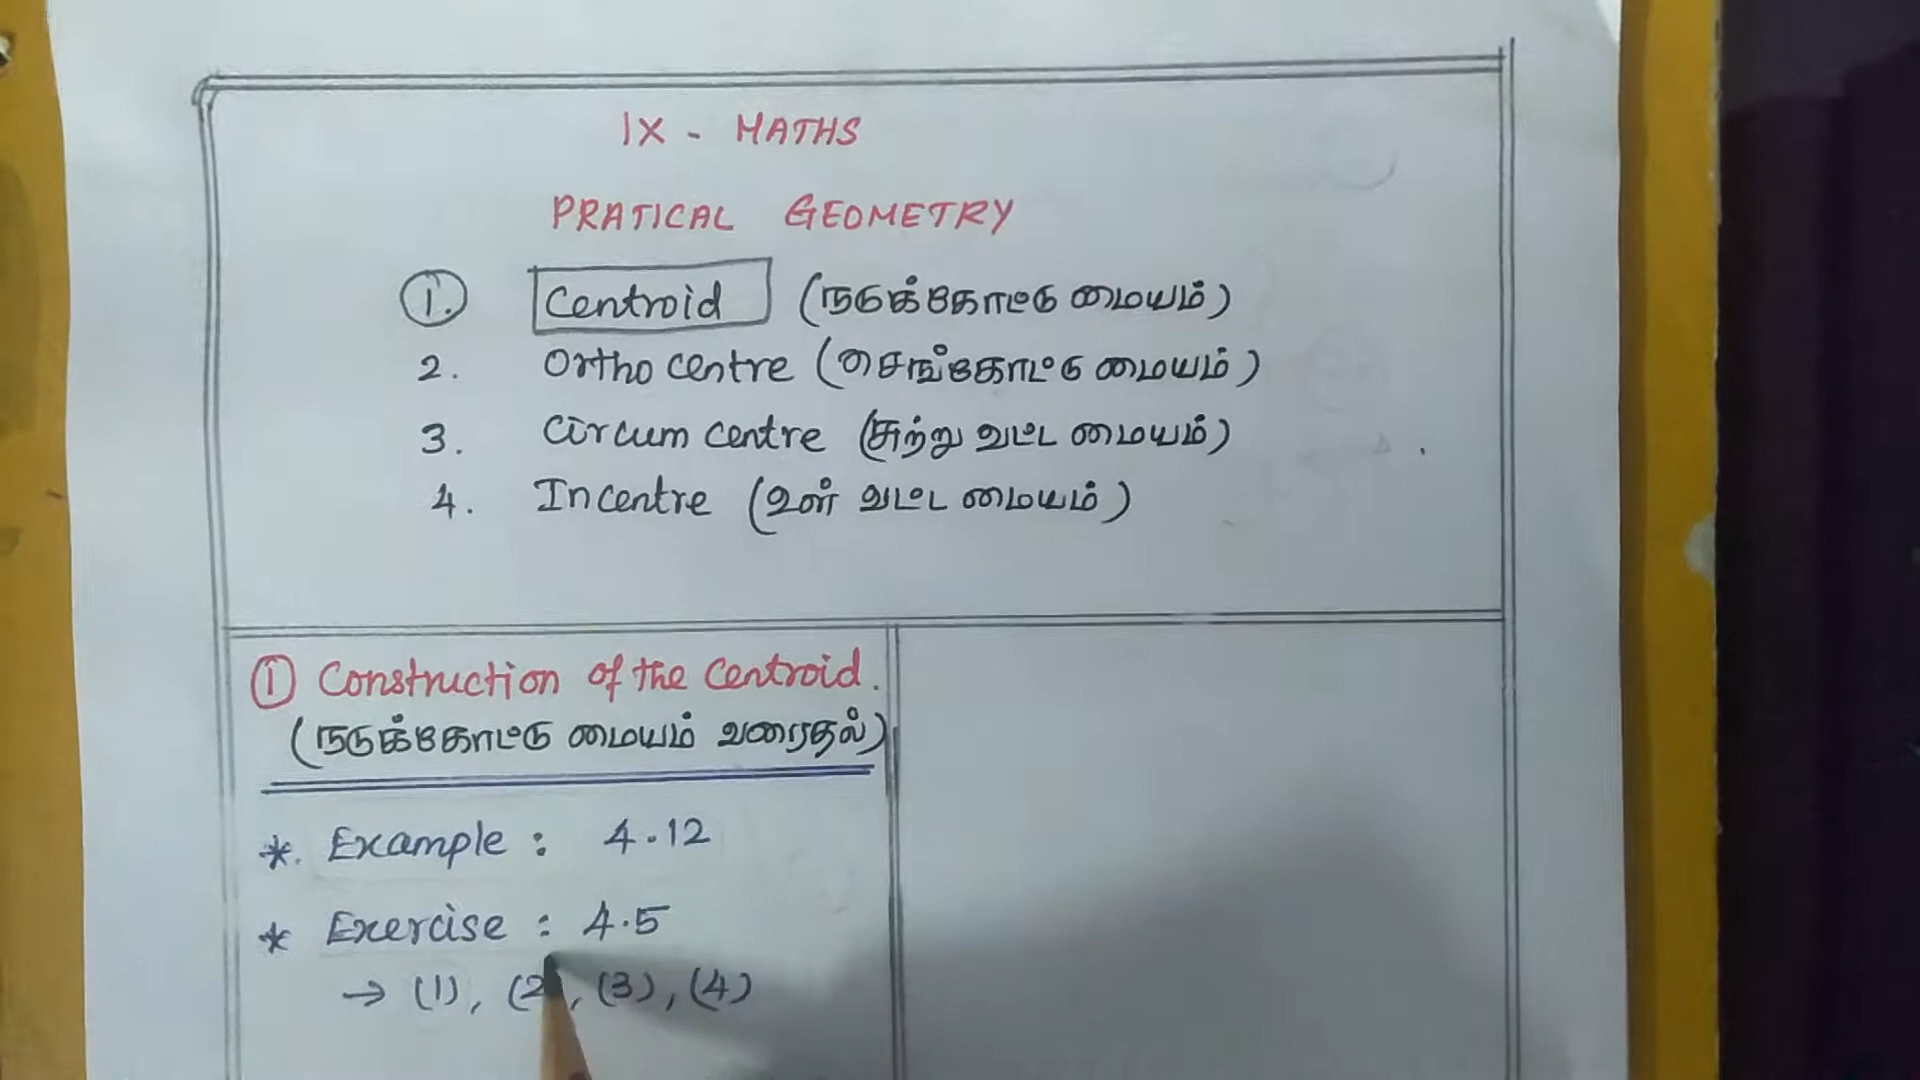 IX - MATHS
PRATICAL GEOMETRY
1. Centroid (நடுக்கோட்டு மையம்)
2. Ortho centre (செங்கோட்டு மையம்)
3. Circum centre (சுற்று வட்ட மையம்)
4. Incentre (உள் வட்ட மையம்)
1 Construction of the Centroid.
(நடுக்கோட்டு மையம் வரைதல்)
*. Example : 4.12
* Exercise : 4.5
→ (1), (2), (3), (4)